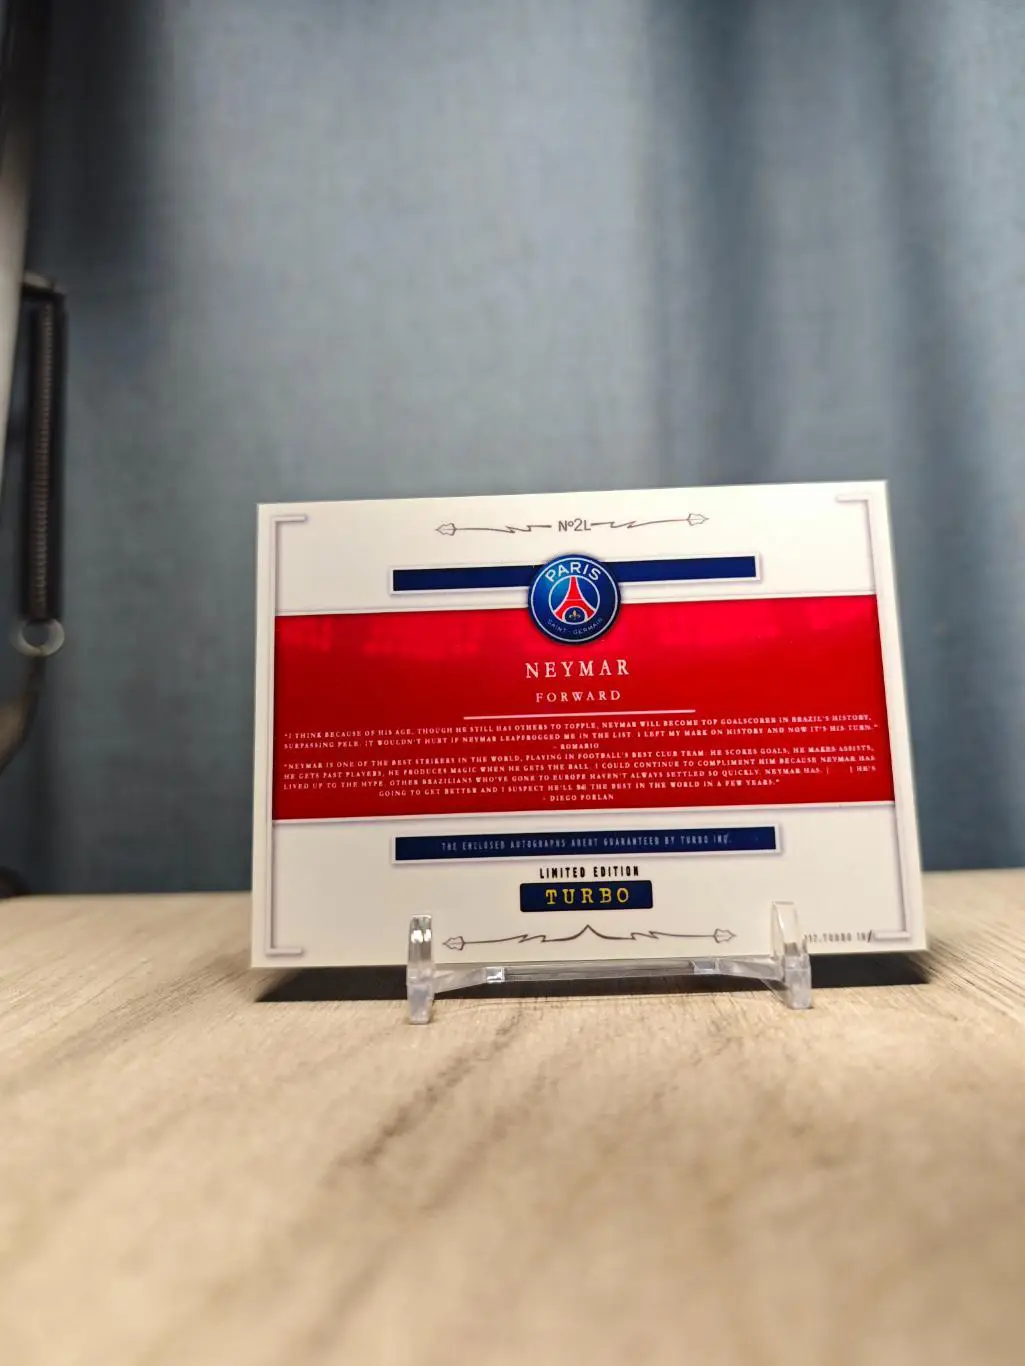 Nº2L
PARIS
SAINT-GERMAIN
NEYMAR
FORWARD
"I THINK BECAUSE OF HIS AGE, THOUGH HE STILL HAS OTHERS TO TOPPLE, NEYMAR WILL BECOME TOP GOALSCORER IN BRAZIL'S HISTORY,
SURPASSING PELE. IT WOULDN'T HURT IF NEYMAR LEAPFROGGED ME IN THE LIST. I LEFT MY MARK ON HISTORY AND NOW IT'S HIS TURN."
- ROMARIO
"NEYMAR IS ONE OF THE BEST STRIKERS IN THE WORLD, PLAYING IN FOOTBALL'S BEST CLUB TEAM. HE SCORES GOALS, HE MAKES ASSISTS,
HE GETS PAST PLAYERS, HE PRODUCES MAGIC WHEN HE GETS THE BALL. I COULD CONTINUE TO COMPLIMENT HIM BECAUSE NEYMAR HAS
LIVED UP TO THE HYPE. OTHER BRAZILIANS WHO'VE GONE TO EUROPE HAVEN'T ALWAYS SETTLED SO QUICKLY. NEYMAR HAS. [ ] HE'S
GOING TO GET BETTER AND I SUSPECT HE'LL BE THE BEST IN THE WORLD IN A FEW YEARS."
- DIEGO FORLAN
THE ENCLOSED AUTOGRAPHS ARENT GUARANTEED BY TURBO INC.
LIMITED EDITION
TURBO
TURBO